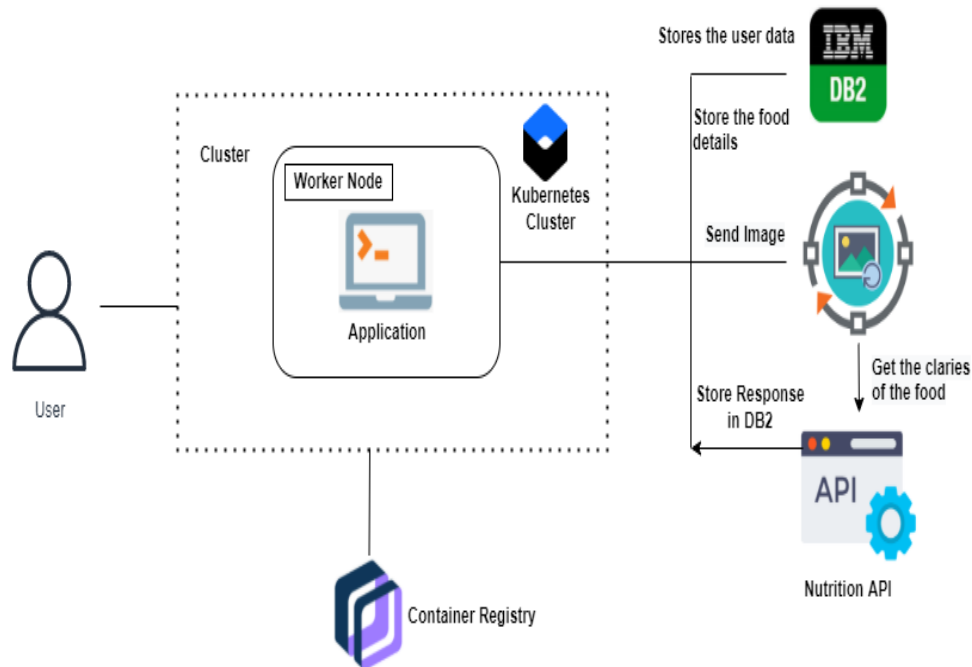 Stores the user data
IBM
DB2
Store the food
details
Cluster
Worker Node
Kubernetes
Cluster
Send Image
Application
Get the claries
of the food
User
Store Response
in DB2
API
Nutrition API
Container Registry